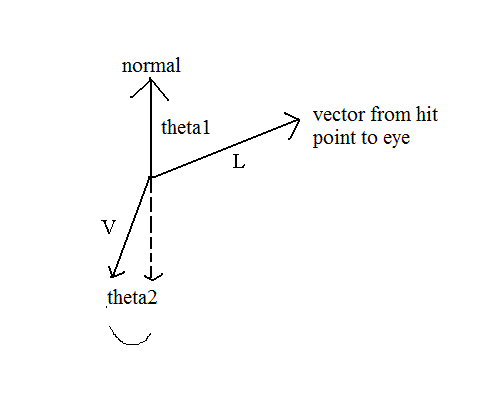 normal
theta1
vector from hit
point to eye
L
V
theta2